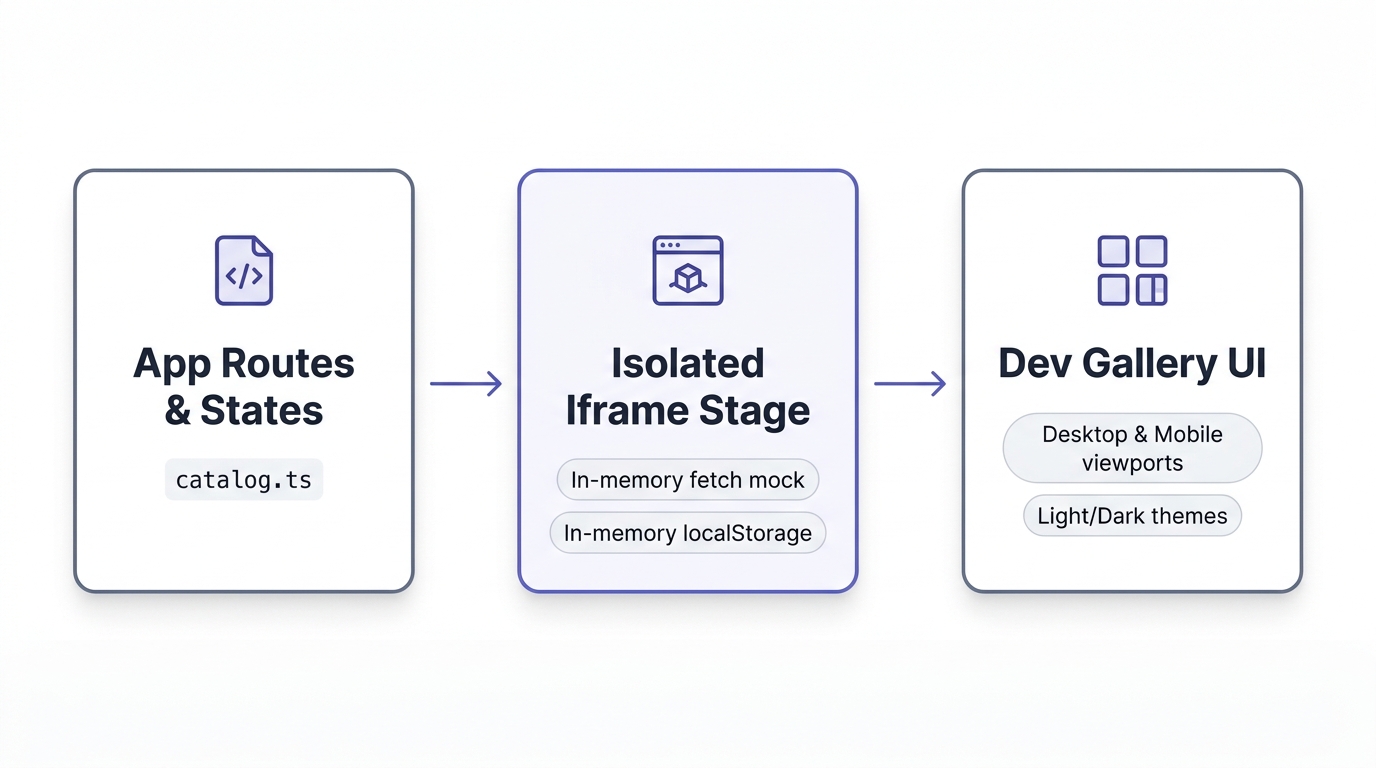 </>
App Routes
& States
catalog.ts
Isolated
Iframe Stage
In-memory fetch mock
In-memory localStorage
Dev Gallery UI
Desktop & Mobile
viewports
Light/Dark themes